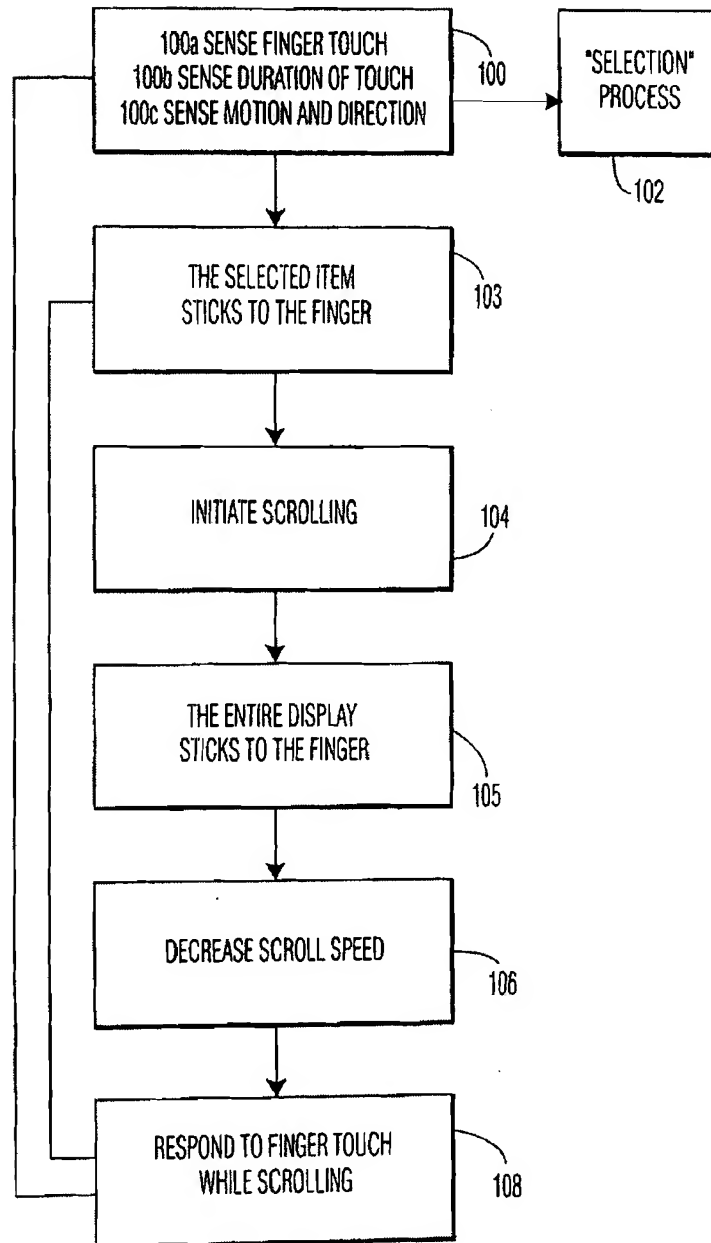 100a SENSE FINGER TOUCH
100b SENSE DURATION OF TOUCH
100c SENSE MOTION AND DIRECTION
100
"SELECTION"
PROCESS
102
THE SELECTED ITEM
STICKS TO THE FINGER
103
INITIATE SCROLLING
104
THE ENTIRE DISPLAY
STICKS TO THE FINGER
105
DECREASE SCROLL SPEED
106
RESPOND TO FINGER TOUCH
WHILE SCROLLING
108